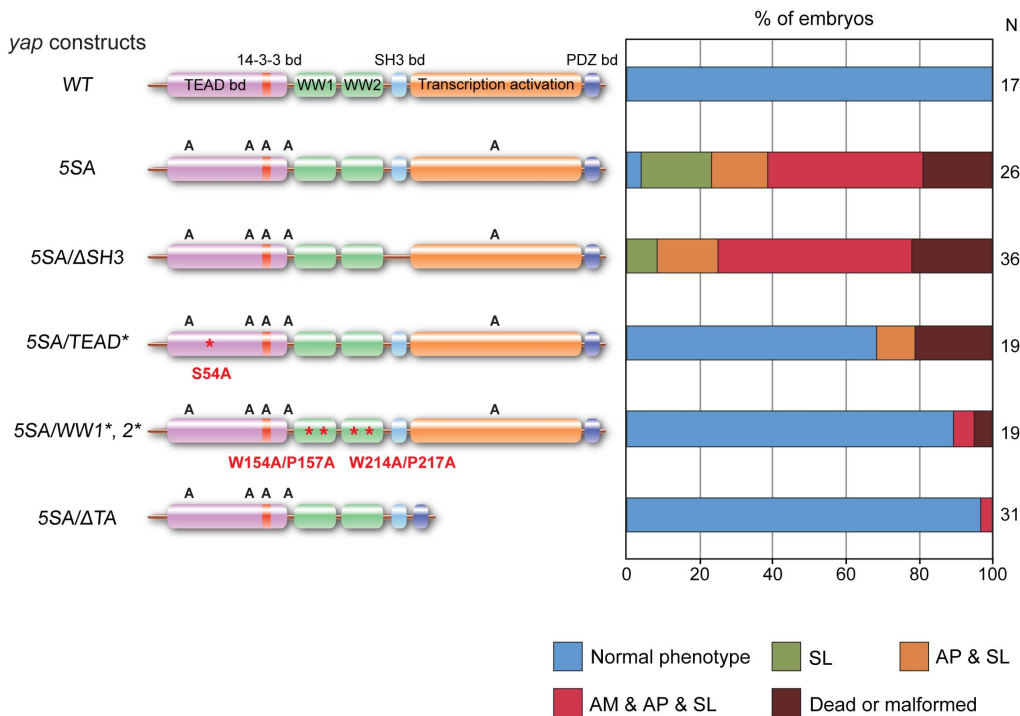 % of embryos
N
yap constructs
14-3-3 bd
SH3 bd
PDZ bd
WT
TEAD bd
WW1
WW2
Transcription activation
17
A A A A A
5SA
26
A A A A A
5SA/ΔSH3
36
A A A A A
5SA/TEAD*
*
19
S54A
A A A A A
5SA/WW1*, 2*
* * * *
19
W154A/P157A W214A/P217A
A A A A
5SA/ΔTA
31
0 20 40 60 80 100
Normal phenotype
SL
AP & SL
AM & AP & SL
Dead or malformed